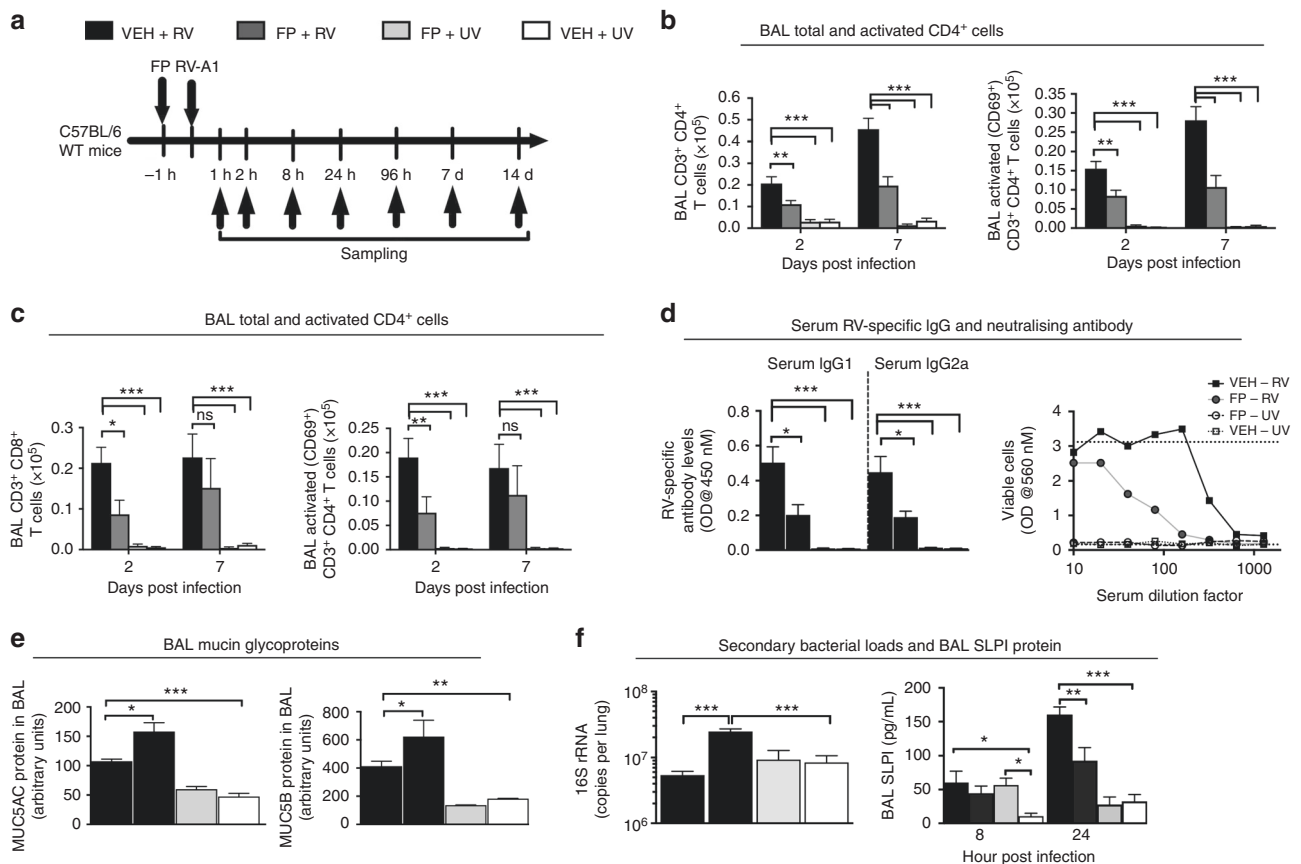 a
VEH + RV
FP + RV
FP + UV
VEH + UV
FP RV-A1
C57BL/6
WT mice
–1 h
1 h
2 h
8 h
24 h
96 h
7 d
14 d
Sampling
b
BAL total and activated CD4⁺ cells
BAL CD3⁺ CD4⁺
T cells (×10⁵)
0.6
0.5
0.4
0.3
0.2
0.1
0.0
***
**
***
2
7
Days post infection
BAL activated (CD69⁺)
CD3⁺ CD4⁺ T cells (×10⁵)
0.35
0.30
0.25
0.20
0.15
0.10
0.05
0.00
***
**
***
2
7
Days post infection
c
BAL total and activated CD4⁺ cells
BAL CD3⁺ CD8⁺
T cells (×10⁵)
0.3
0.2
0.1
0.0
***
*
***
ns
2
7
Days post infection
BAL activated (CD69⁺)
CD3⁺ CD4⁺ T cells (×10⁵)
0.25
0.20
0.15
0.10
0.05
0.00
***
**
***
ns
2
7
Days post infection
d
Serum RV-specific IgG and neutralising antibody
Serum IgG1
Serum IgG2a
RV-specific
antibody levels
(OD@ 450 nM)
0.8
0.6
0.4
0.2
0.0
***
*
***
*
VEH – RV
FP – RV
FP – UV
VEH – UV
Viable cells
(OD @560 nM)
4
3
2
1
0
10
100
1000
Serum dilution factor
e
BAL mucin glycoproteins
MUC5AC protein in BAL
(arbitrary units)
200
150
100
50
0
***
*
MUC5B protein in BAL
(arbitrary units)
800
600
400
200
0
**
*
f
Secondary bacterial loads and BAL SLPI protein
16S rRNA
(copies per lung)
10⁸
10⁷
10⁶
***
***
BAL SLPI
(pg/mL)
200
150
100
50
0
*
*
***
**
8
24
Hour post infection